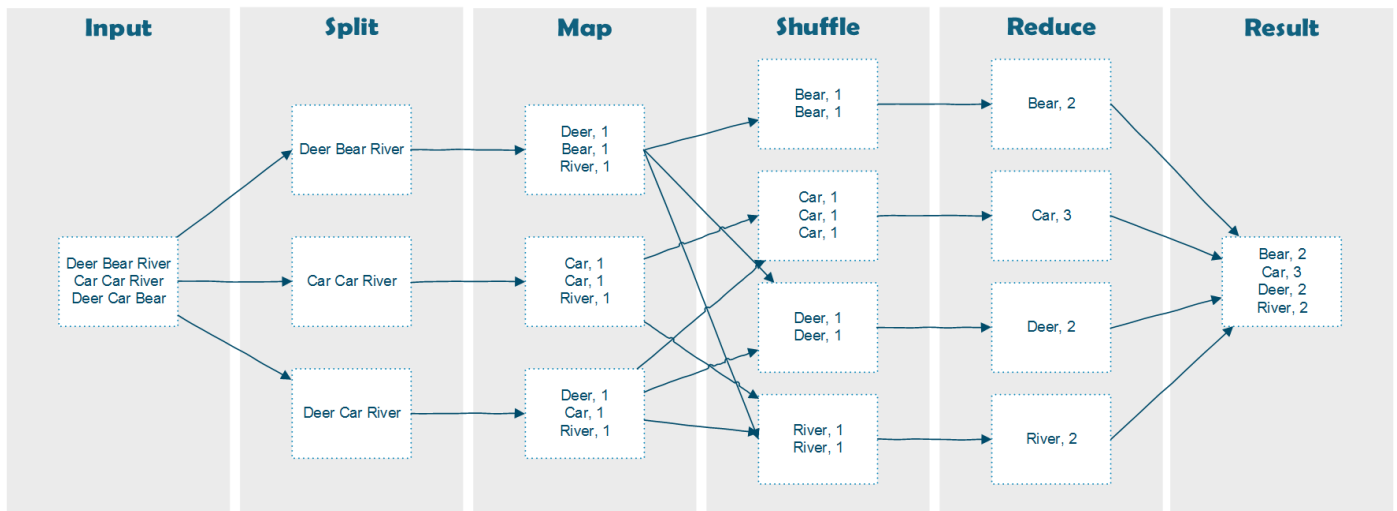 Input
Split
Map
Shuffle
Reduce
Result
Deer Bear River
Car Car River
Deer Car Bear
Deer Bear River
Car Car River
Deer Car River
Deer, 1
Bear, 1
River, 1
Car, 1
Car, 1
River, 1
Deer, 1
Car, 1
River, 1
Bear, 1
Bear, 1
Car, 1
Car, 1
Car, 1
Deer, 1
Deer, 1
River, 1
River, 1
Bear, 2
Car, 3
Deer, 2
River, 2
Bear, 2
Car, 3
Deer, 2
River, 2